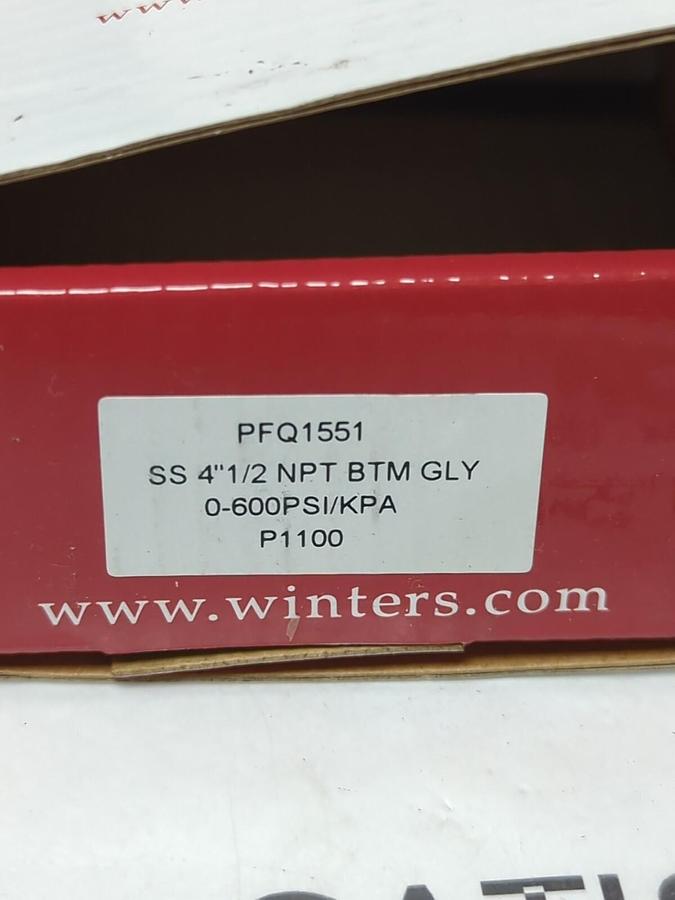 PFQ1551
SS 4"1/2 NPT BTM GLY
0-600PSI/KPA
P1100
www.winters.com